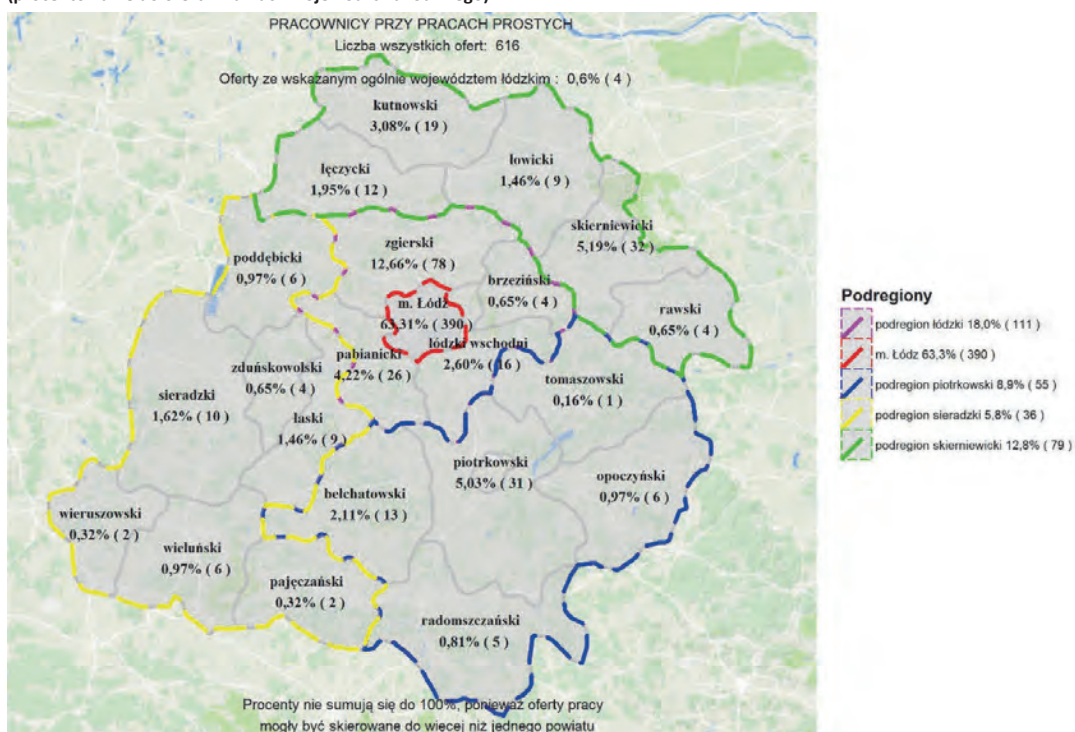 PRACOWNICY PRZY PRACACH PROSTYCH
Liczba wszystkich ofert: 616
Oferty ze wskazanym ogólnie województwem łódzkim : 0,6% ( 4 )
kutnowski
3,08% ( 19 )
łęczycki
1,95% ( 12 )
łowicki
1,46% ( 9 )
skierniewicki
5,19% ( 32 )
poddębicki
0,97% ( 6 )
zgierski
12,66% ( 78 )
brzeziński
0,65% ( 4 )
rawski
0,65% ( 4 )
m. Łódź
63,31% ( 390 )
łódzki wschodni
2,60% ( 16 )
pabianicki
4,22% ( 26 )
zduńskowolski
0,65% ( 4 )
sieradzki
1,62% ( 10 )
łaski
1,46% ( 9 )
tomaszowski
0,16% ( 1 )
piotrkowski
5,03% ( 31 )
opoczyński
0,97% ( 6 )
bełchatowski
2,11% ( 13 )
wieruszowski
0,32% ( 2 )
wieluński
0,97% ( 6 )
pajęczański
0,32% ( 2 )
radomszczański
0,81% ( 5 )
Procenty nie sumują się do 100%, ponieważ oferty pracy
mogły być skierowane do więcej niż jednego powiatu
Podregiony
podregion łódzki 18,0% ( 111 )
m. Łódź 63,3% ( 390 )
podregion piotrkowski 8,9% ( 55 )
podregion sieradzki 5,8% ( 36 )
podregion skierniewicki 12,8% ( 79 )